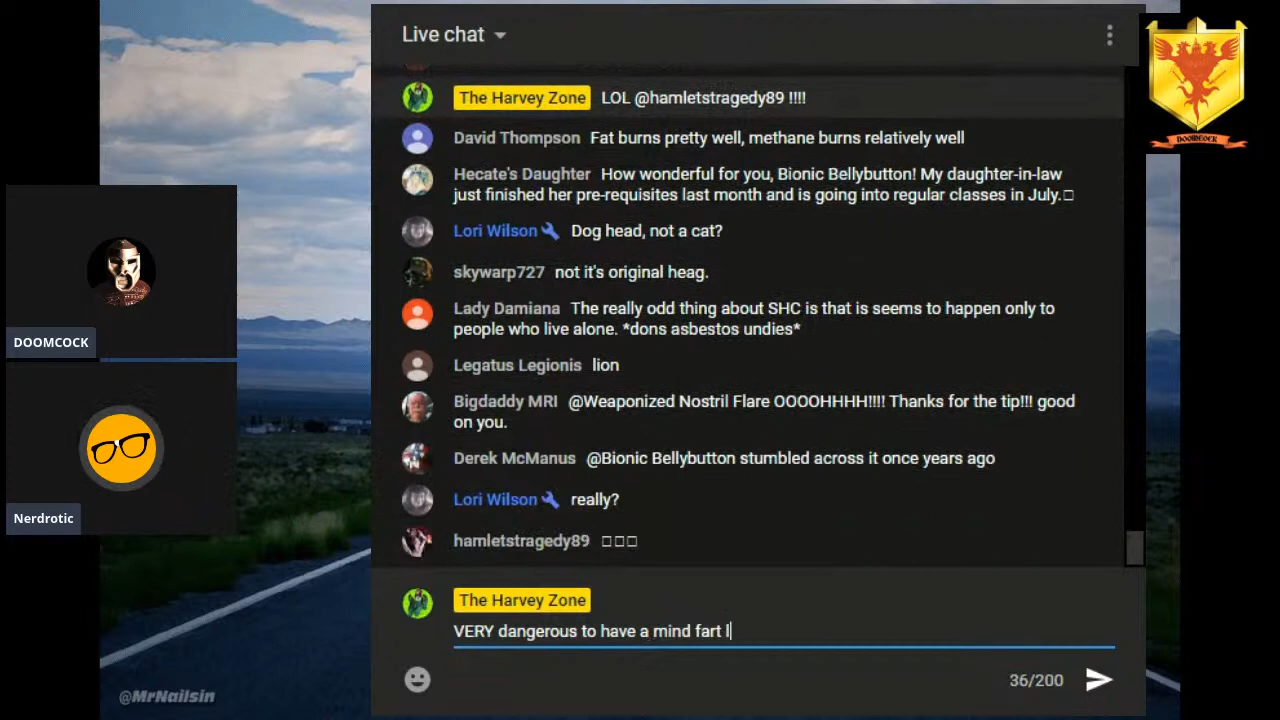 Live chat
The Harvey Zone LOL @hamletstragedy89 !!!!
David Thompson Fat burns pretty well, methane burns relatively well
Hecate's Daughter How wonderful for you, Bionic Bellybutton! My daughter-in-law
just finished her pre-requisites last month and is going into regular classes in July.
Lori Wilson Dog head, not a cat?
skywarp727 not it's original heag.
Lady Damiana The really odd thing about SHC is that is seems to happen only to
people who live alone. *dons asbestos undies*
Legatus Legionis lion
Bigdaddy MRI @Weaponized Nostril Flare OOOOHHHH!!!! Thanks for the tip!!! good
on you.
Derek McManus @Bionic Bellybutton stumbled across it once years ago
Lori Wilson really?
hamletstragedy89
The Harvey Zone
VERY dangerous to have a mind fart l
36/200
DOOMCOCK
Nerdrotic
@MrNailsin
DOOMCOCK